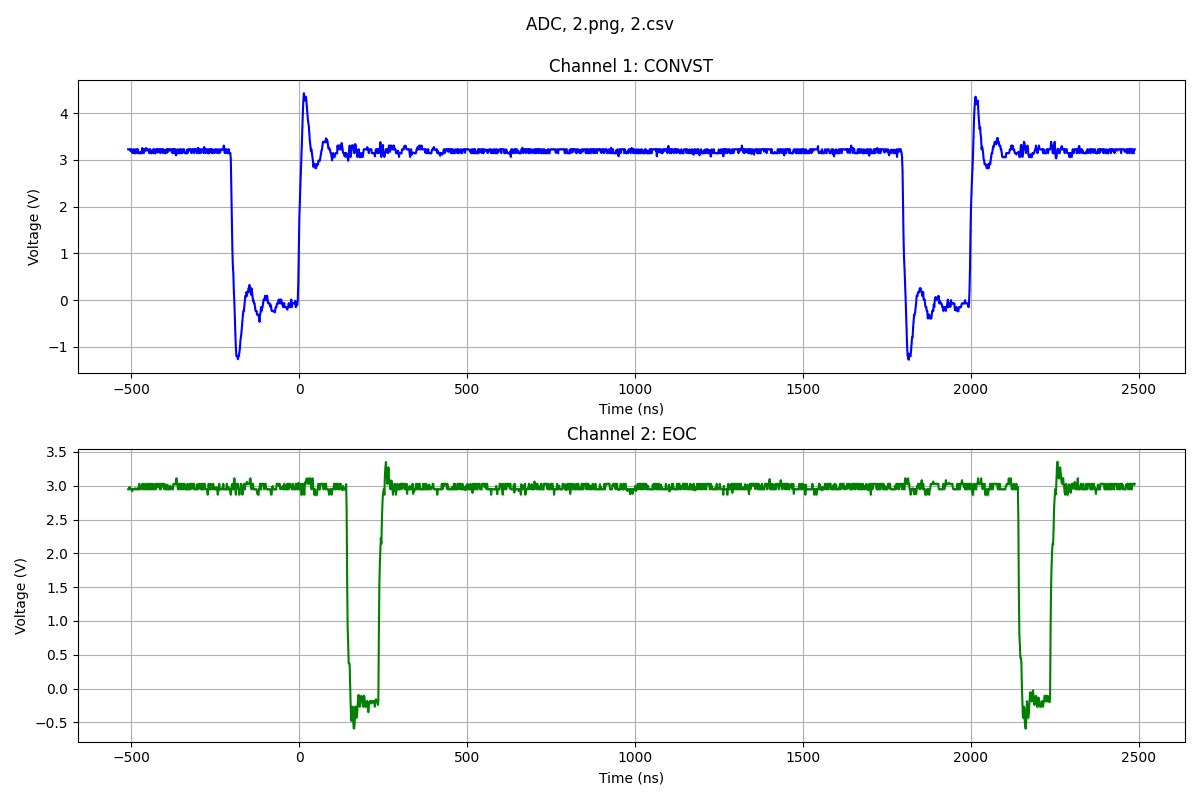 ADC, 2.png, 2.csv
Channel 1: CONVST
4
3
2
1
0
−1
Voltage (V)
−500 0 500 1000 1500 2000 2500
Time (ns)
Channel 2: EOC
3.5
3.0
2.5
2.0
1.5
1.0
0.5
0.0
−0.5
Voltage (V)
−500 0 500 1000 1500 2000 2500
Time (ns)